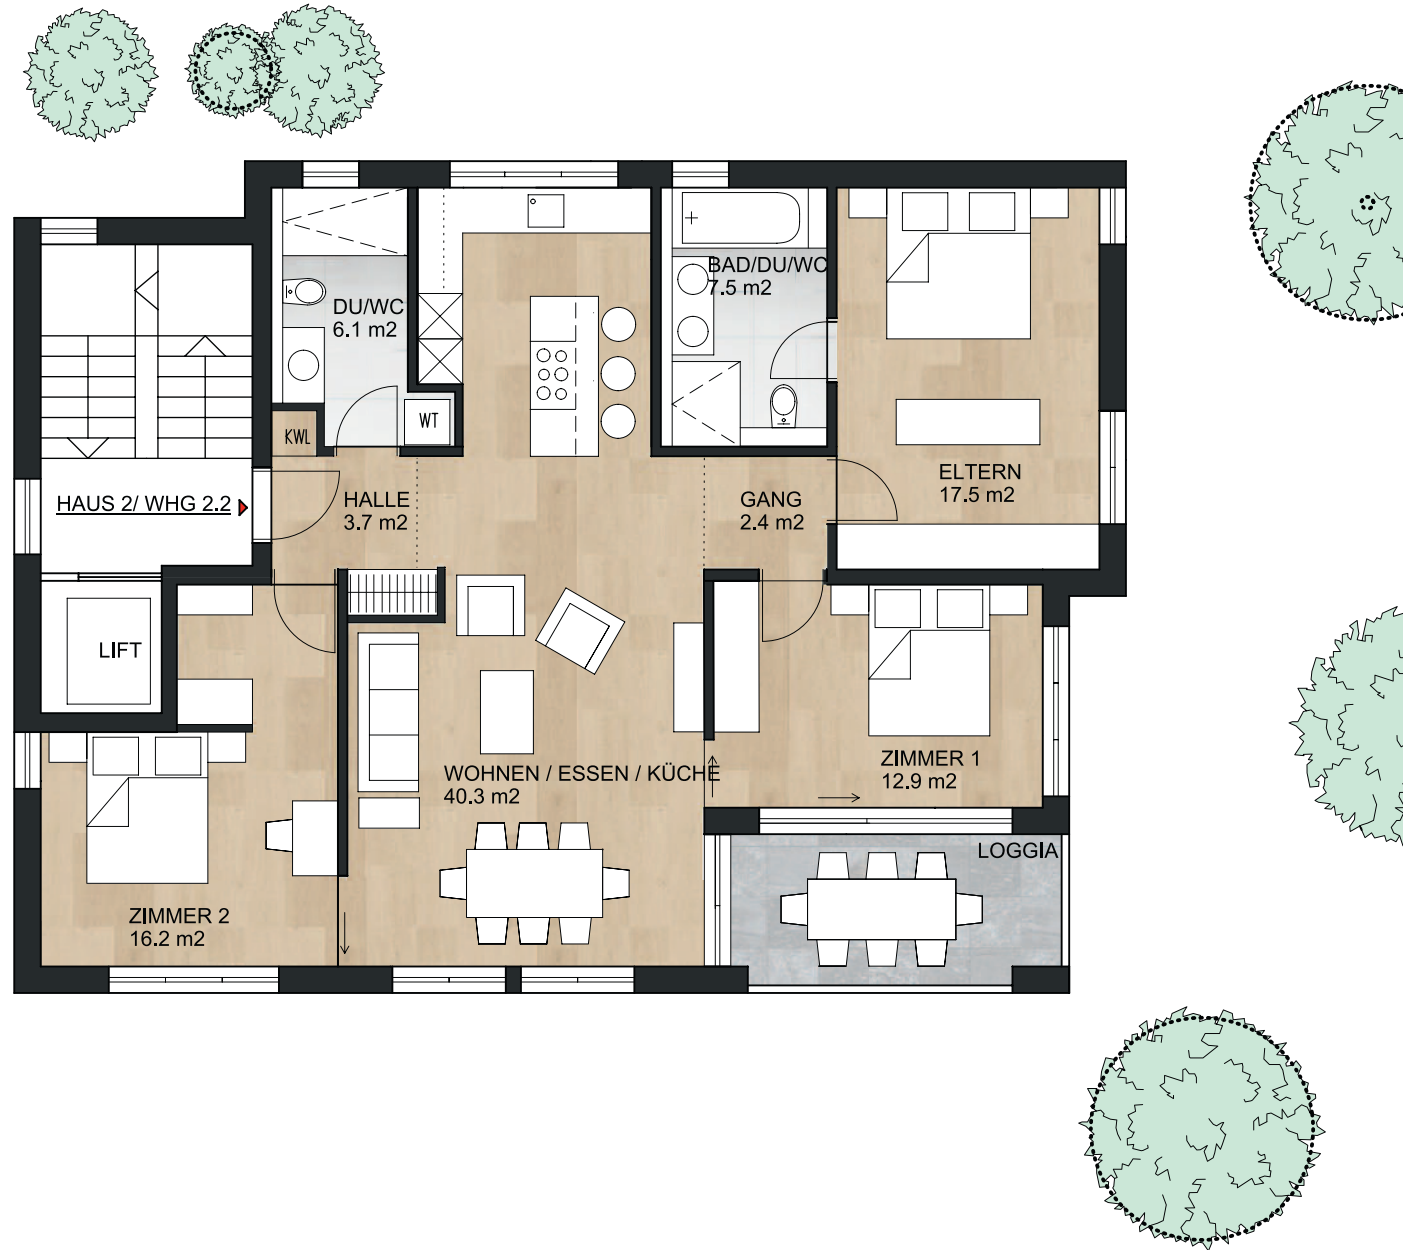 BAD/DU/WC
7.5 m2
DU/WC
6.1 m2
WT
KWL
HAUS 2/ WHG 2.2
HALLE
3.7 m2
GANG
2.4 m2
ELTERN
17.5 m2
LIFT
WOHNEN / ESSEN / KÜCHE
40.3 m2
ZIMMER 1
12.9 m2
LOGGIA
ZIMMER 2
16.2 m2